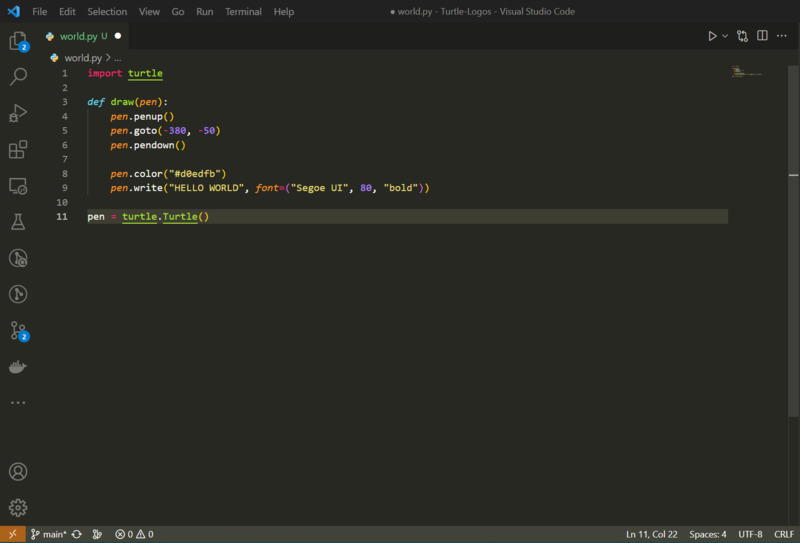 File Edit Selection View Go Run Terminal Help ● world.py - Turtle-Logos - Visual Studio Code
world.py U ●
world.py > ...
1 import turtle
2
3 def draw(pen):
4     pen.penup()
5     pen.goto(-380, -50)
6     pen.pendown()
7
8     pen.color("#d0edfb")
9     pen.write("HELLO WORLD", font=("Segoe UI", 80, "bold"))
10
11 pen = turtle.Turtle()
2
2
main* 0 0 Ln 11, Col 22 Spaces: 4 UTF-8 CRLF